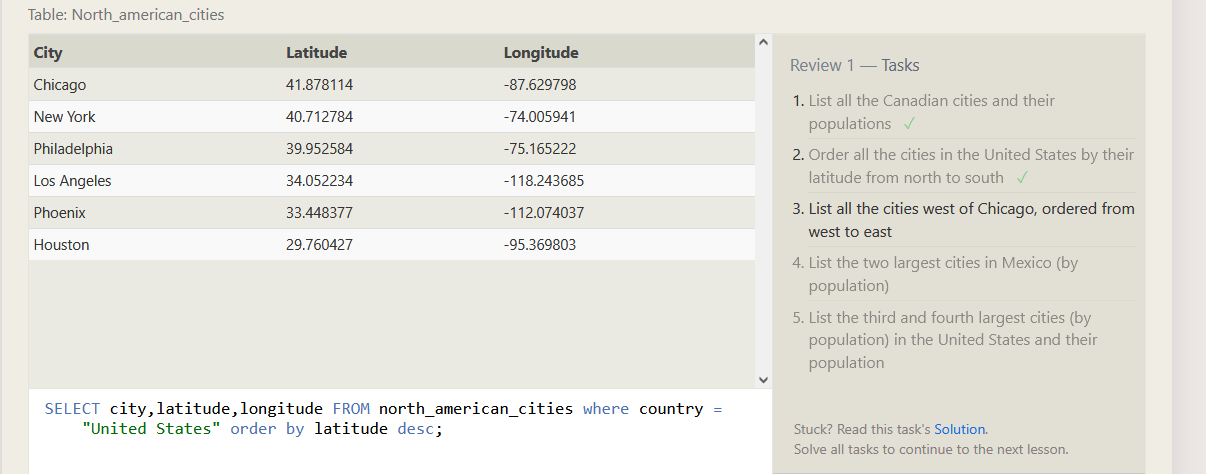 Table: North_american_cities
City Latitude Longitude
Chicago 41.878114 -87.629798
New York 40.712784 -74.005941
Philadelphia 39.952584 -75.165222
Los Angeles 34.052234 -118.243685
Phoenix 33.448377 -112.074037
Houston 29.760427 -95.369803
SELECT city,latitude,longitude FROM north_american_cities where country =
"United States" order by latitude desc;
Review 1 — Tasks
1. List all the Canadian cities and their
populations ✓
2. Order all the cities in the United States by their
latitude from north to south ✓
3. List all the cities west of Chicago, ordered from
west to east
4. List the two largest cities in Mexico (by
population)
5. List the third and fourth largest cities (by
population) in the United States and their
population
Stuck? Read this task's Solution.
Solve all tasks to continue to the next lesson.